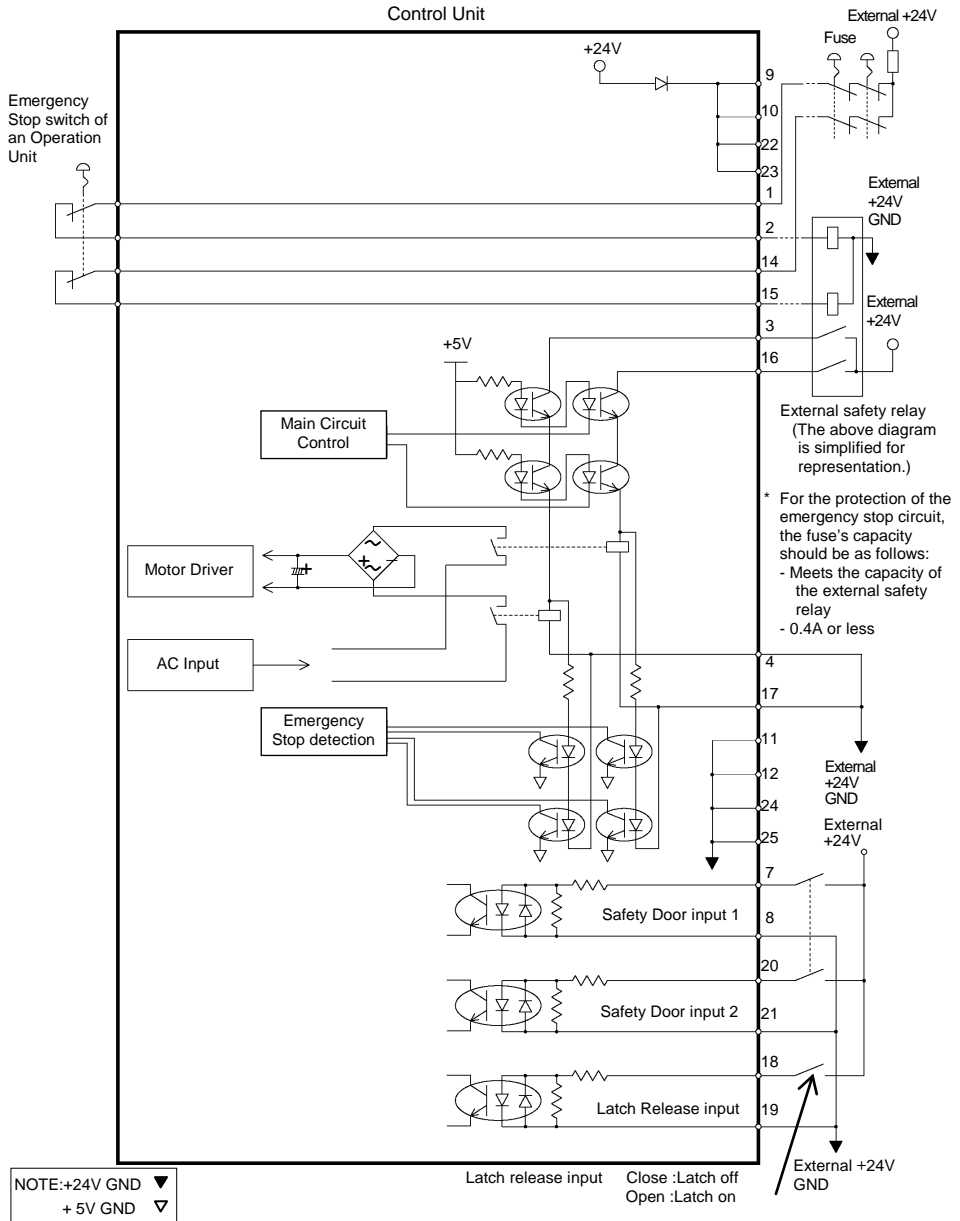 Control Unit
External +24V
Fuse
+24V
9
10
22
23
Emergency
Stop switch of
an Operation
Unit
1
2
14
15
External
+24V
GND
External
+24V
3
16
+5V
Main Circuit
Control
External safety relay
(The above diagram
is simplified for
representation.)
* For the protection of the
emergency stop circuit,
the fuse's capacity
should be as follows:
- Meets the capacity of
the external safety
relay
- 0.4A or less
Motor Driver
AC Input
4
17
Emergency
Stop detection
11
12
24
25
External
+24V
GND
External
+24V
7
Safety Door input 1
8
20
Safety Door input 2
21
18
Latch Release input
19
External +24V
GND
Latch release input Close :Latch off
Open :Latch on
NOTE:+24V GND ▼
+ 5V GND ▽